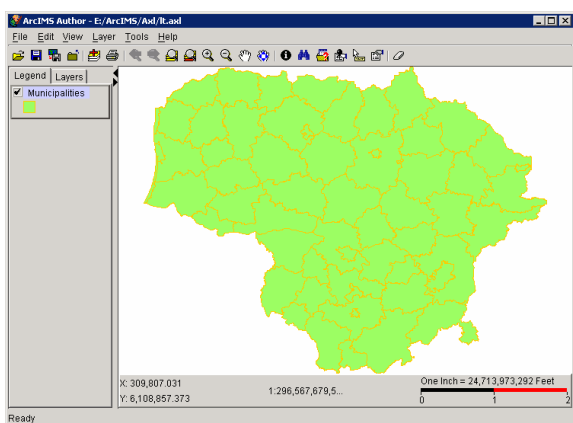 ArcIMS Author - E:/ArcIMS/Axl/lt.axl
File Edit View Layer Tools Help
Legend Layers
Municipalities
X: 309,807.031
Y: 6,108,857.373
1:296,567,679,5...
One Inch = 24,713,973,292 Feet
0 1 2
Ready